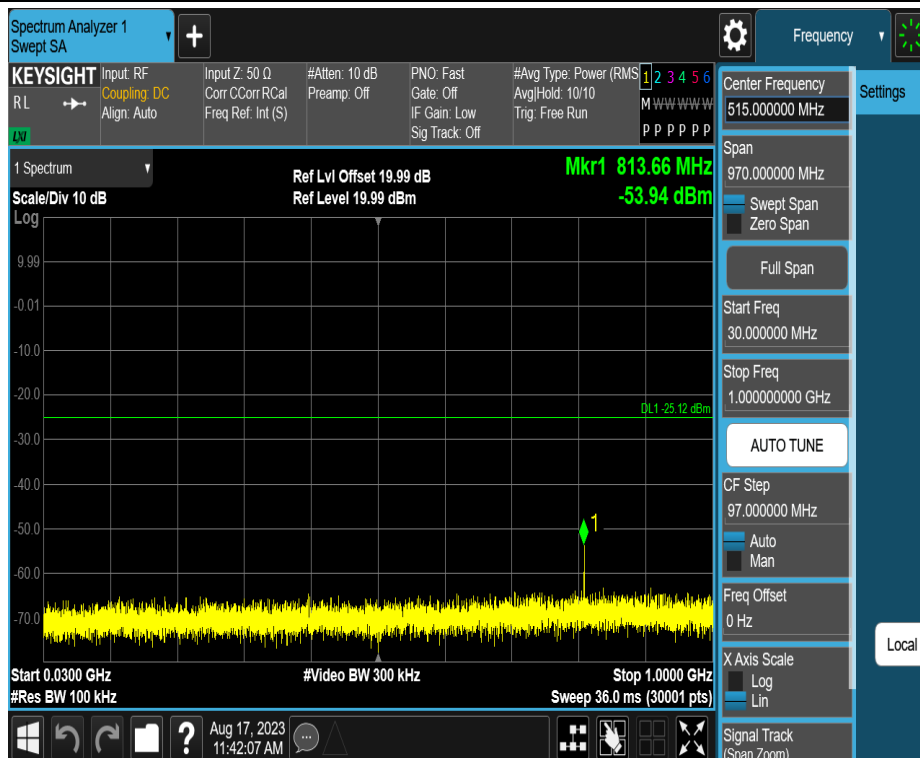 Spectrum Analyzer 1
Swept SA
Frequency
KEYSIGHT
RL
LXI
Input: RF
Coupling: DC
Align: Auto
Input Z: 50 Ω
Corr CCorr RCal
Freq Ref: Int (S)
#Atten: 10 dB
Preamp: Off
PNO: Fast
Gate: Off
IF Gain: Low
Sig Track: Off
#Avg Type: Power (RMS
Avg|Hold: 10/10
Trig: Free Run
1 2 3 4 5 6
M W W W W W
P P P P P P
1 Spectrum
Scale/Div 10 dB
Log
Ref Lvl Offset 19.99 dB
Ref Level 19.99 dBm
Mkr1 813.66 MHz
-53.94 dBm
9.99
-0.01
-10.0
-20.0
DL1 -25.12 dBm
-30.0
-40.0
-50.0
1
-60.0
-70.0
Start 0.0300 GHz
#Res BW 100 kHz
#Video BW 300 kHz
Stop 1.0000 GHz
Sweep 36.0 ms (30001 pts)
Aug 17, 2023
11:42:07 AM
Center Frequency
515.000000 MHz
Span
970.000000 MHz
Swept Span
Zero Span
Full Span
Start Freq
30.000000 MHz
Stop Freq
1.000000000 GHz
AUTO TUNE
CF Step
97.000000 MHz
Auto
Man
Freq Offset
0 Hz
X Axis Scale
Log
Lin
Signal Track
(Span Zoom)
Settings
Local